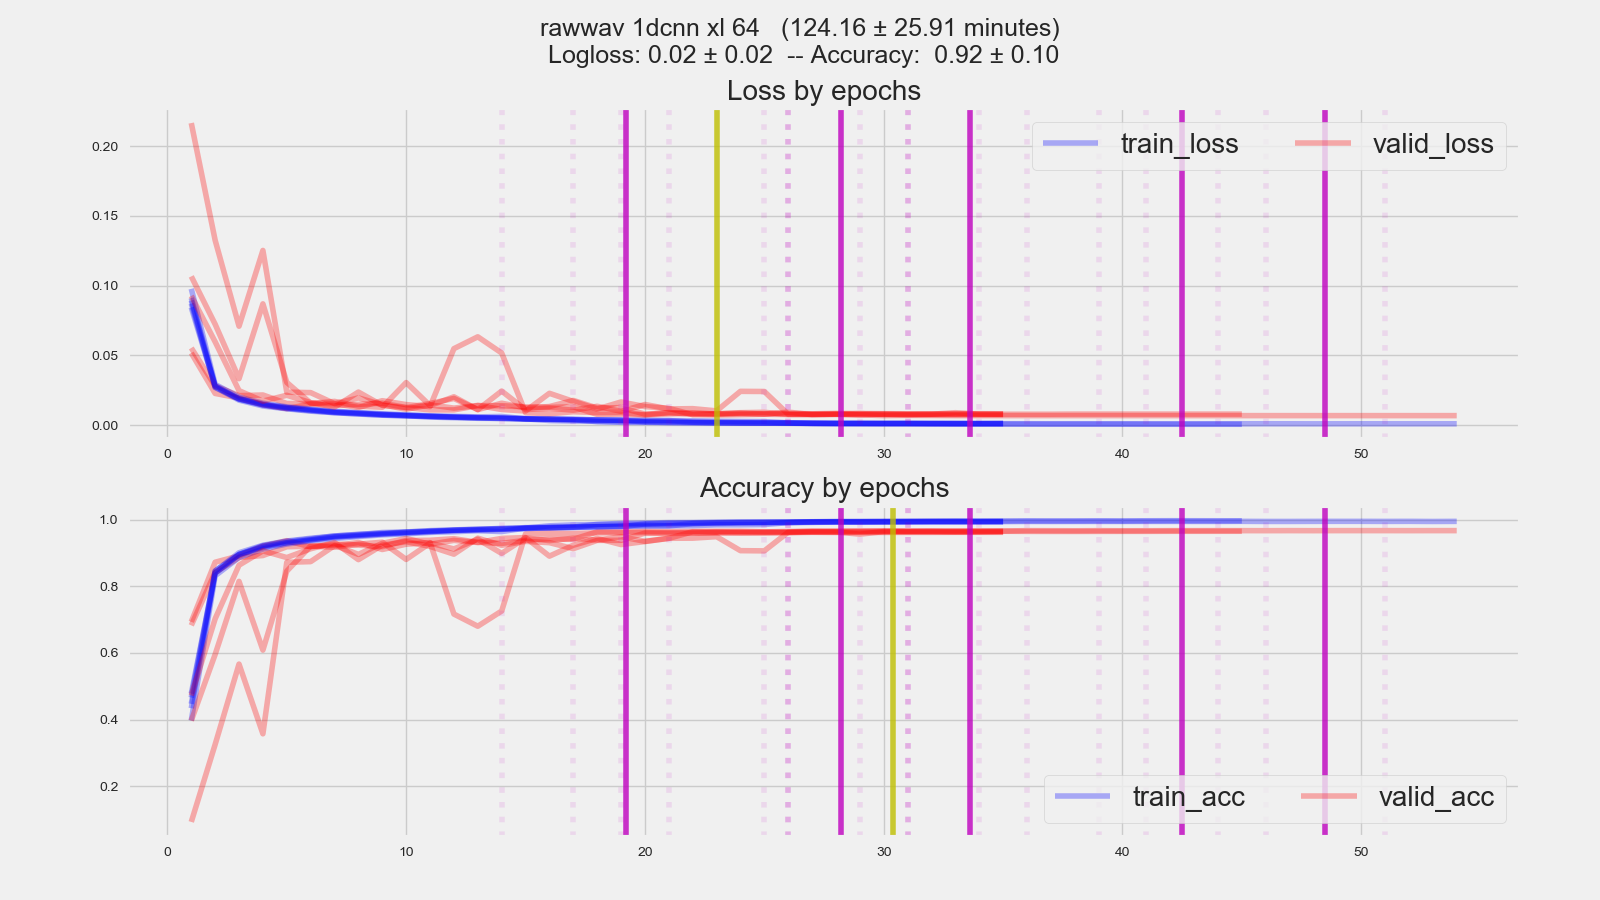 rawwav 1dcnn xl 64   (124.16 ± 25.91 minutes)
Logloss: 0.02 ± 0.02  -- Accuracy:  0.92 ± 0.10
Loss by epochs
train_loss valid_loss
0.20
0.15
0.10
0.05
0.00
0 10 20 30 40 50
Accuracy by epochs
1.0
0.8
0.6
0.4
0.2
train_acc valid_acc
0 10 20 30 40 50